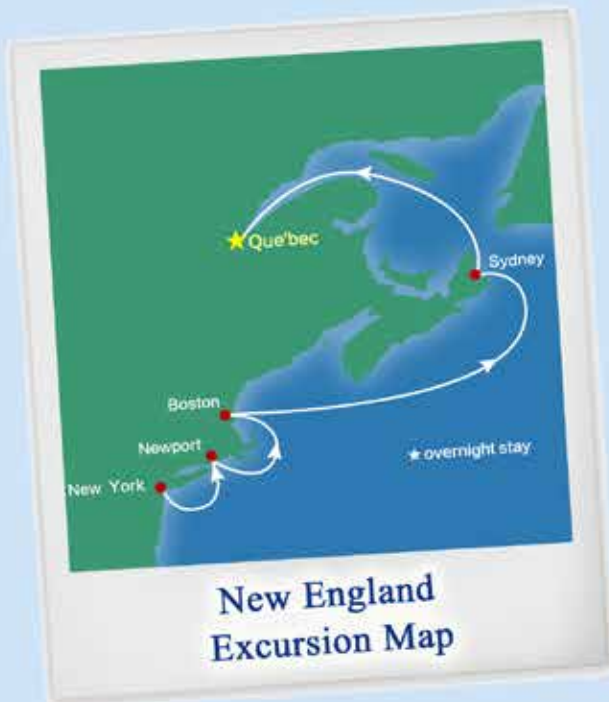 Que'bec
Sydney
Boston
Newport
overnight stay
New York
New England
Excursion Map